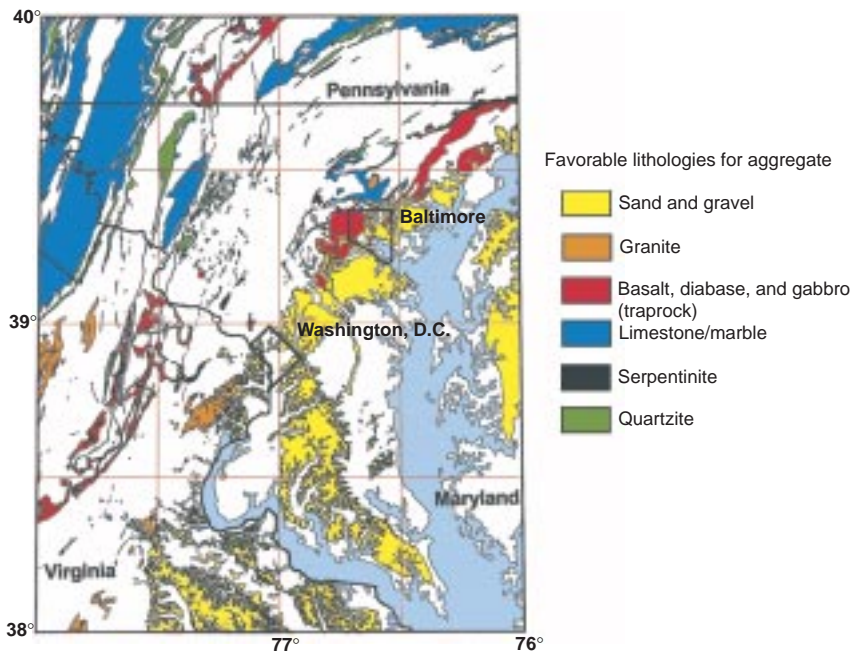 40°
Pennsylvania
Favorable lithologies for aggregate
Sand and gravel
Baltimore
Granite
Basalt, diabase, and gabbro
(traprock)
39°
Washington, D.C.
Limestone/marble
Serpentinite
Quartzite
Maryland
Virginia
38°
77°
76°